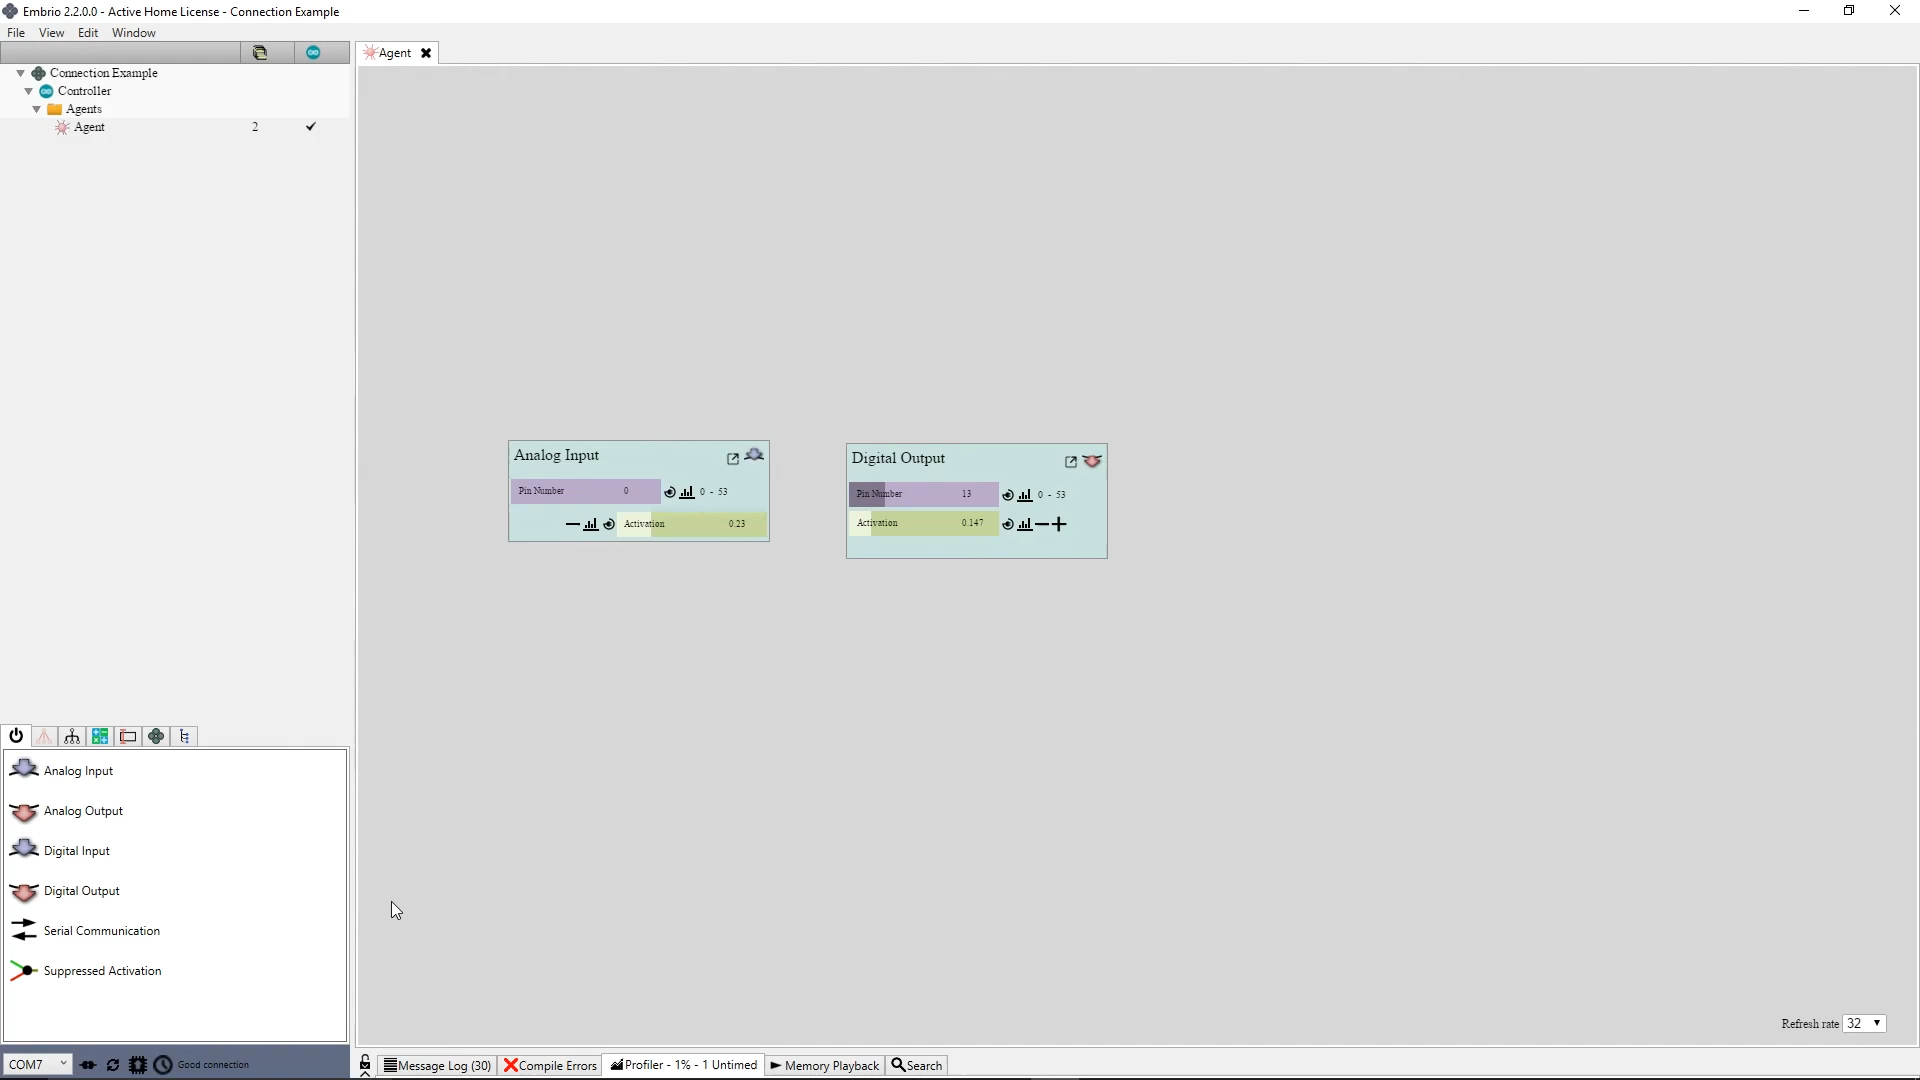 Embrio 2.2.0.0 - Active Home License - Connection Example
File View Edit Window
Agent
Connection Example
Controller
Agents
Agent 2
Analog Input
Pin Number 0 0 - 53
Activation 0.23
Digital Output
Pin Number 13 0 - 53
Activation 0.147
Analog Input
Analog Output
Digital Input
Digital Output
Serial Communication
Suppressed Activation
Refresh rate 32
COM7 Good connection
Message Log (30) Compile Errors Profiler - 1% - 1 Untimed Memory Playback Search